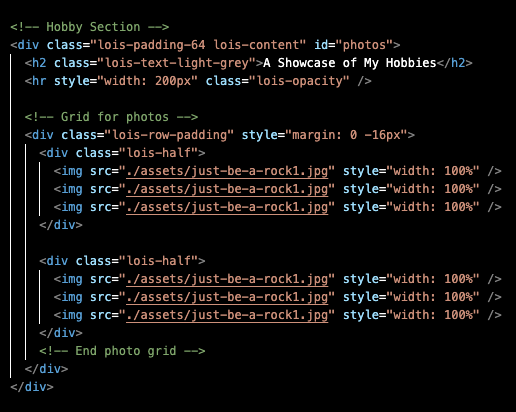 <!-- Hobby Section -->
<div class="lois-padding-64 lois-content" id="photos">
<h2 class="lois-text-light-grey">A Showcase of My Hobbies</h2>
<hr style="width: 200px" class="lois-opacity" />
<!-- Grid for photos -->
<div class="lois-row-padding" style="margin: 0 -16px">
<div class="lois-half">
<img src="./assets/just-be-a-rock1.jpg" style="width: 100%" />
<img src="./assets/just-be-a-rock1.jpg" style="width: 100%" />
<img src="./assets/just-be-a-rock1.jpg" style="width: 100%" />
</div>
<div class="lois-half">
<img src="./assets/just-be-a-rock1.jpg" style="width: 100%" />
<img src="./assets/just-be-a-rock1.jpg" style="width: 100%" />
<img src="./assets/just-be-a-rock1.jpg" style="width: 100%" />
</div>
<!-- End photo grid -->
</div>
</div>